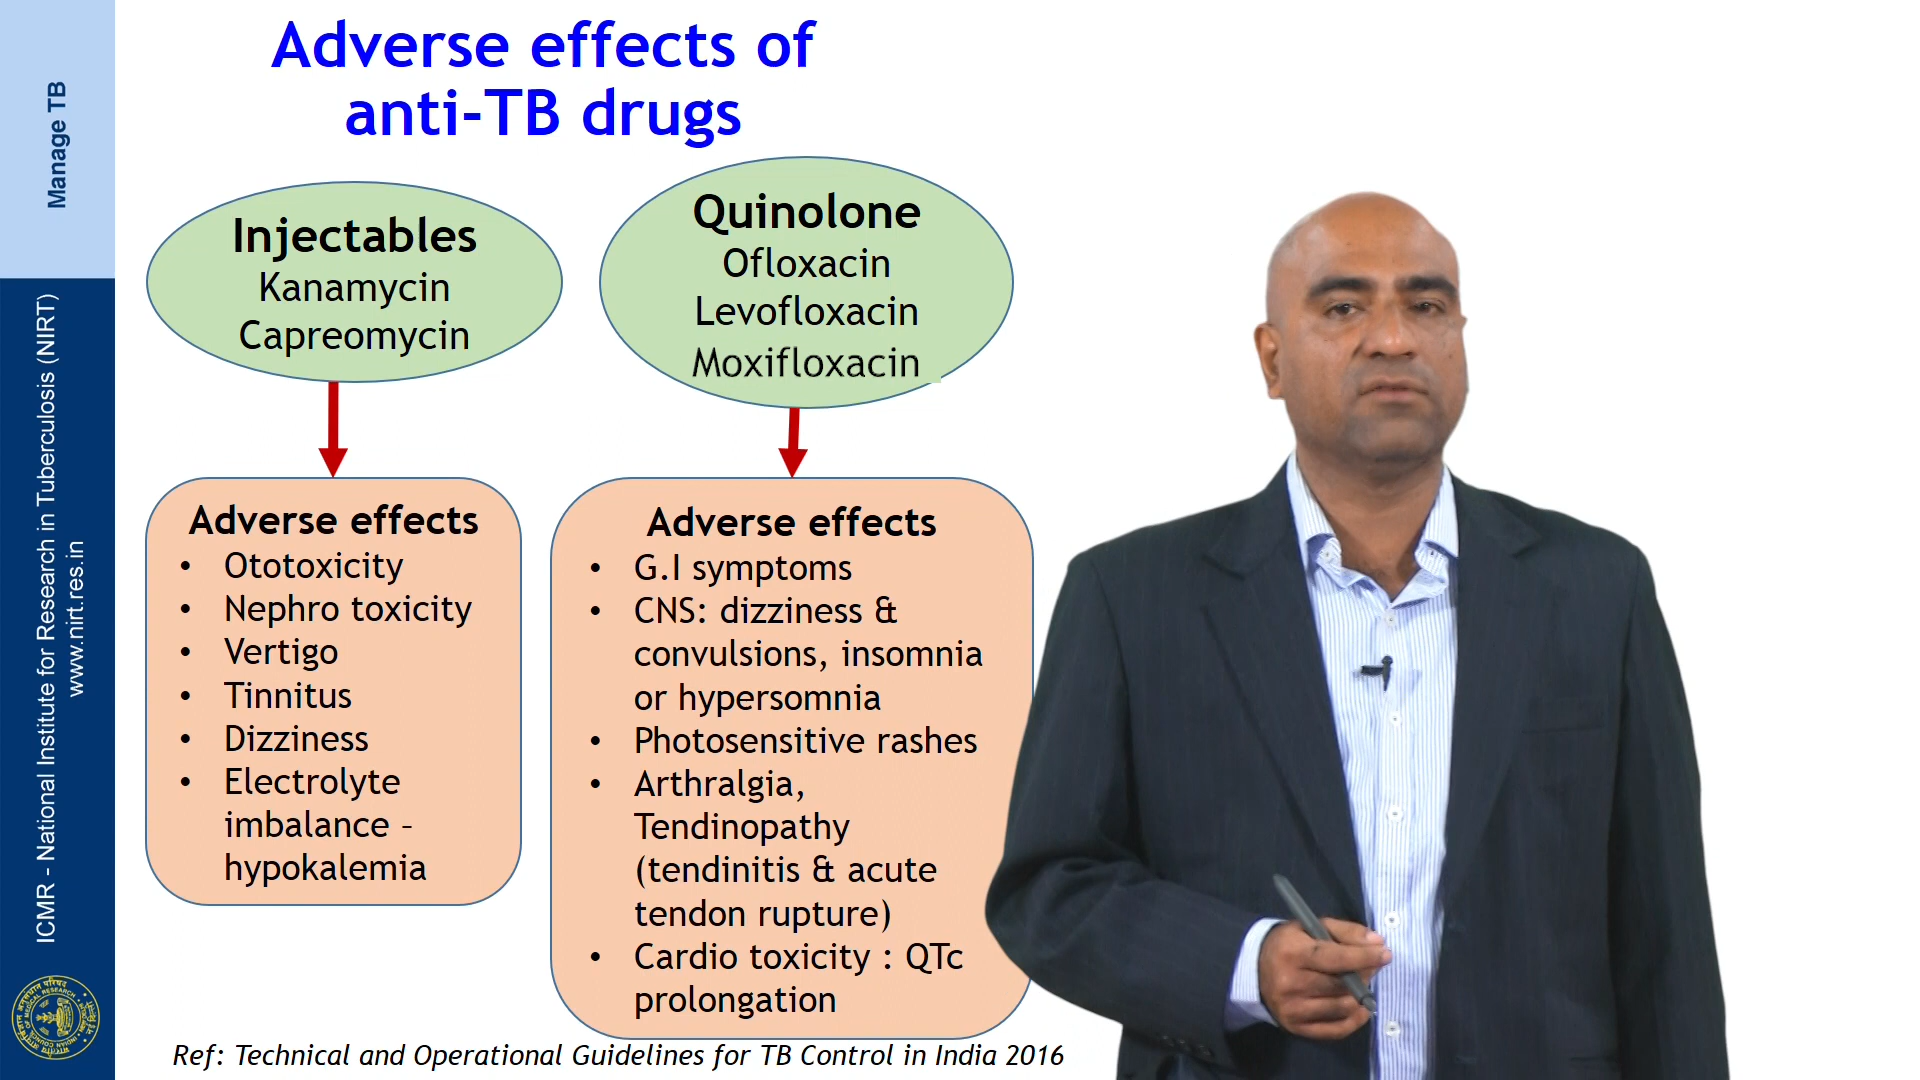 Adverse effects of
anti-TB drugs
Manage TB
ICMR - National Institute for Research in Tuberculosis (NIRT)
www.nirt.res.in
Injectables
Kanamycin
Capreomycin
Quinolone
Ofloxacin
Levofloxacin
Moxifloxacin
Adverse effects
• Ototoxicity
• Nephro toxicity
• Vertigo
• Tinnitus
• Dizziness
• Electrolyte
imbalance –
hypokalemia
Adverse effects
• G.I symptoms
• CNS: dizziness &
convulsions, insomnia
or hypersomnia
• Photosensitive rashes
• Arthralgia,
Tendinopathy
(tendinitis & acute
tendon rupture)
• Cardio toxicity : QTc
prolongation
Ref: Technical and Operational Guidelines for TB Control in India 2016